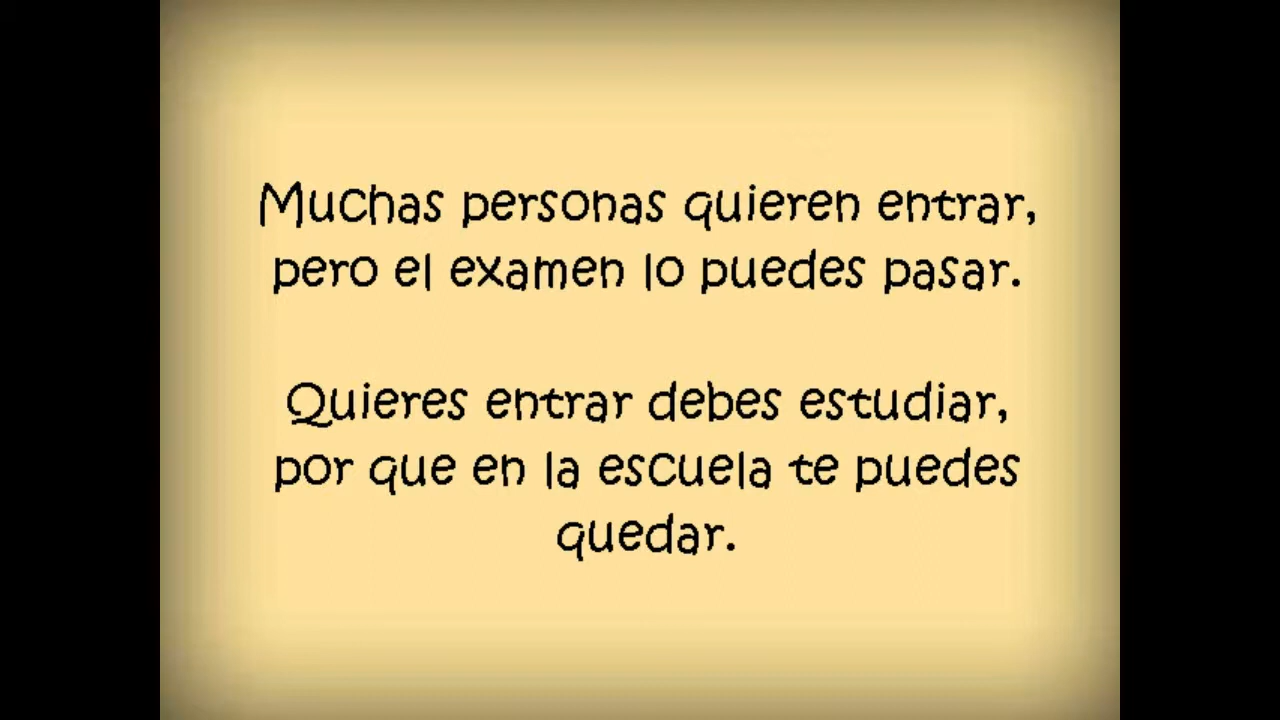 Muchas personas quieren entrar,
pero el examen lo puedes pasar.
Quieres entrar debes estudiar,
por que en la escuela te puedes
quedar.